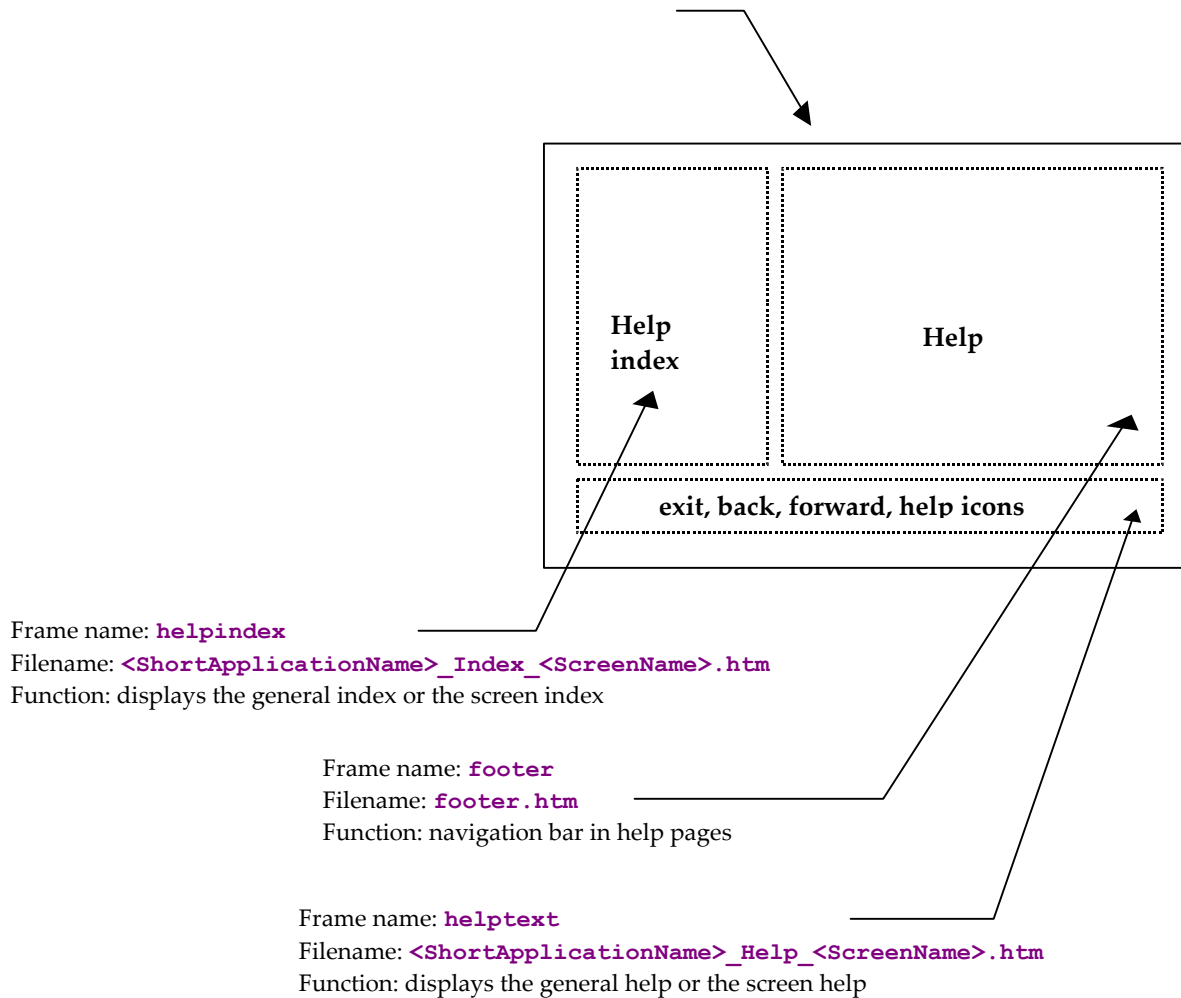 Help
index
Help
exit, back, forward, help icons
Frame name: helpindex
Filename: <ShortApplicationName>_Index_<ScreenName>.htm
Function: displays the general index or the screen index
Frame name: footer
Filename: footer.htm
Function: navigation bar in help pages
Frame name: helptext
Filename: <ShortApplicationName>_Help_<ScreenName>.htm
Function: displays the general help or the screen help